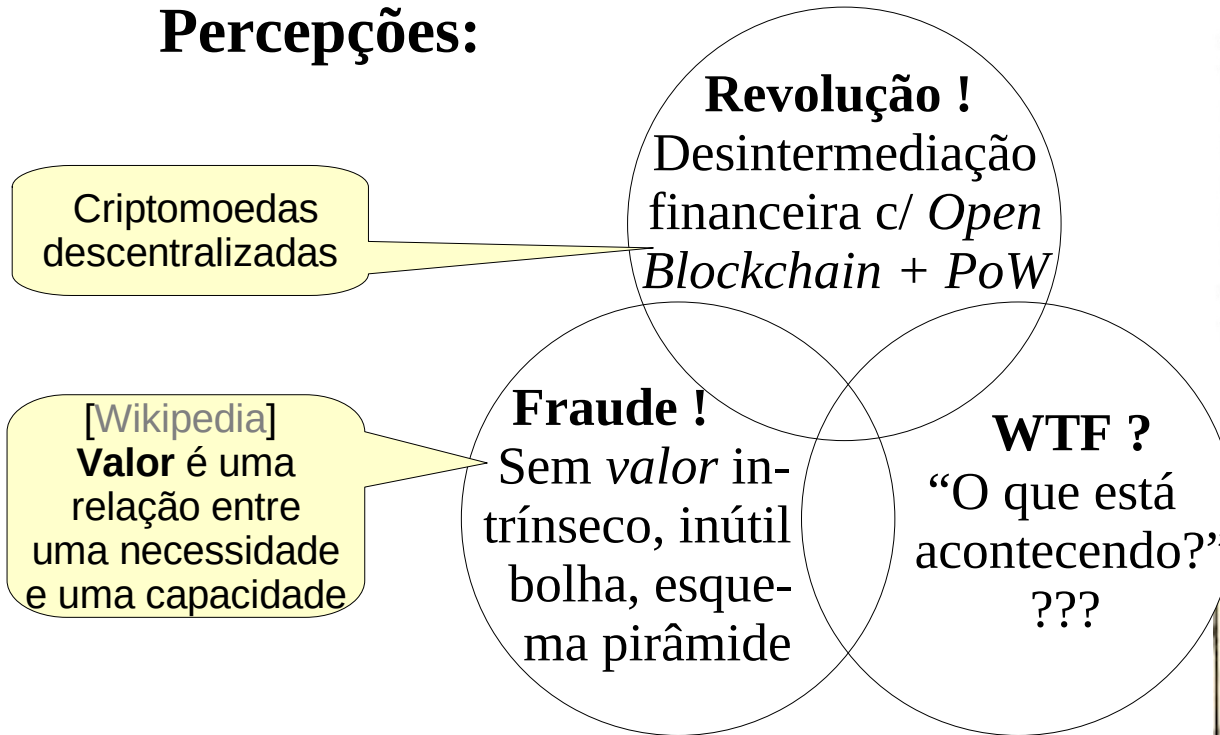 Percepções:
Revolução !
Desintermediação
financeira c/ Open
Blockchain + PoW
Criptomoedas
descentralizadas
[Wikipedia]
Valor é uma
relação entre
uma necessidade
e uma capacidade
Fraude !
Sem valor in-
trínseco, inútil
bolha, esque-
ma pirâmide
WTF ?
“O que está
acontecendo?”
???